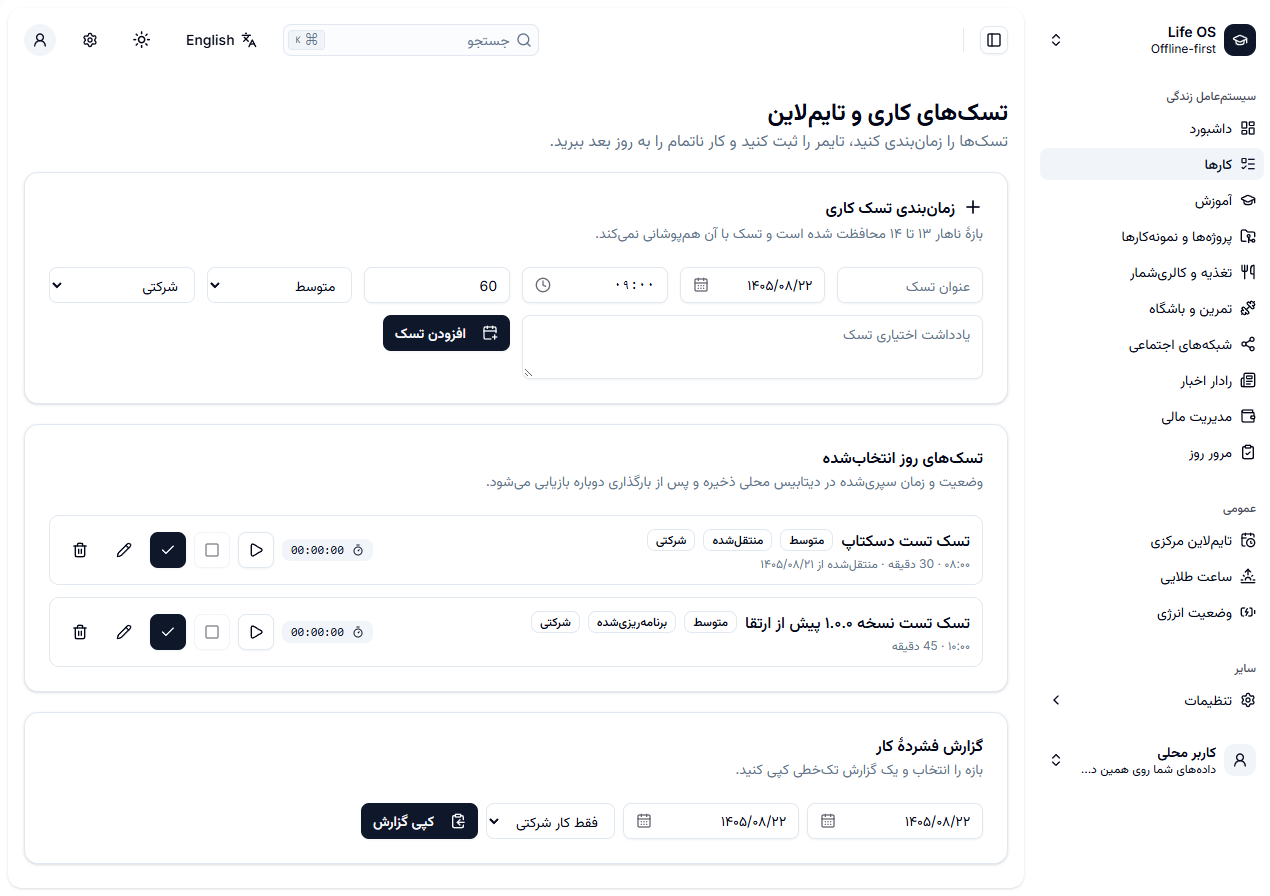 Life OS
Offline-first
سیستم‌عامل زندگی
داشبورد
کارها
آموزش
پروژه‌ها و نمونه‌کارها
تغذیه و کالری‌شمار
تمرین و باشگاه
شبکه‌های اجتماعی
رادار اخبار
مدیریت مالی
مرور روز
عمومی
تایم‌لاین مرکزی
ساعت طلایی
وضعیت انرژی
سایر
تنظیمات
کاربر محلی
داده‌های شما روی همین د...
جستجو
⌘ K
English
تسک‌های کاری و تایم‌لاین
تسک‌ها را زمان‌بندی کنید، تایمر را ثبت کنید و کار ناتمام را به روز بعد ببرید.
زمان‌بندی تسک کاری
بازهٔ ناهار ۱۳ تا ۱۴ محافظت شده است و تسک با آن هم‌پوشانی نمی‌کند.
عنوان تسک
۱۴۰۵/۰۸/۲۲
۰۹:۰۰
60
متوسط
شرکتی
یادداشت اختیاری تسک
افزودن تسک
تسک‌های روز انتخاب‌شده
وضعیت و زمان سپری‌شده در دیتابیس محلی ذخیره و پس از بارگذاری دوباره بازیابی می‌شود.
تسک تست دسکتاپ متوسط منتقل‌شده شرکتی
۰۸:۰۰ · 30 دقیقه · منتقل‌شده از ۱۴۰۵/۰۸/۲۱
00:00:00
تسک تست نسخه ۱.۰.۰ پیش از ارتقا متوسط برنامه‌ریزی‌شده شرکتی
۱۰:۰۰ · 45 دقیقه
00:00:00
گزارش فشردهٔ کار
بازه را انتخاب و یک گزارش تک‌خطی کپی کنید.
۱۴۰۵/۰۸/۲۲
۱۴۰۵/۰۸/۲۲
فقط کار شرکتی
کپی گزارش